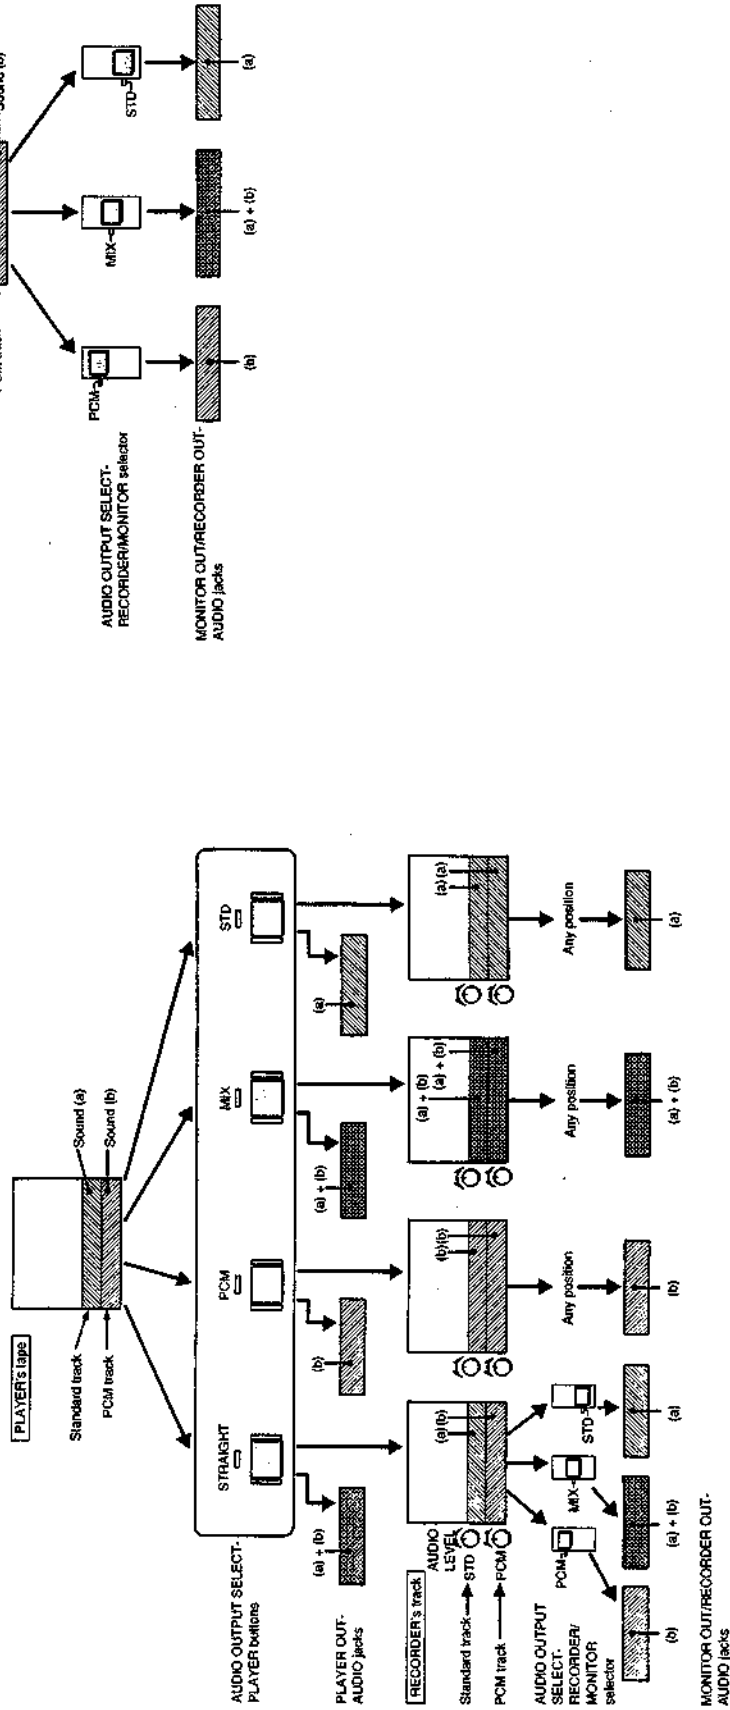 PLAYER's tape
Standard track
PCM track
Sound (a)
Sound (b)
AUDIO OUTPUT SELECT-
PLAYER buttons
STRAIGHT
PCM
MIX
STD
PLAYER OUT-
AUDIO jacks
(a) + (b)
(b)
(a) + (b)
(a)
RECORDER's track
AUDIO
LEVEL
Standard track
STD
PCM track
PCM
(a) (b)
(b) (b)
(a) + (b)
(a) + (b)
(a) (a)
AUDIO OUTPUT
SELECT-
RECORDER/
MONITOR
selector
PCM
MIX
STD
Any position
Any position
Any position
(b)
(a) + (b)
(a)
(b)
(a) + (b)
(a)
MONITOR OUT/RECORDER OUT-
AUDIO jacks
Sound (b)
AUDIO OUTPUT SELECT-
RECORDER/MONITOR selector
PCM
MIX
STD
MONITOR OUT/RECORDER OUT-
AUDIO jacks
(b)
(a) + (b)
(a)